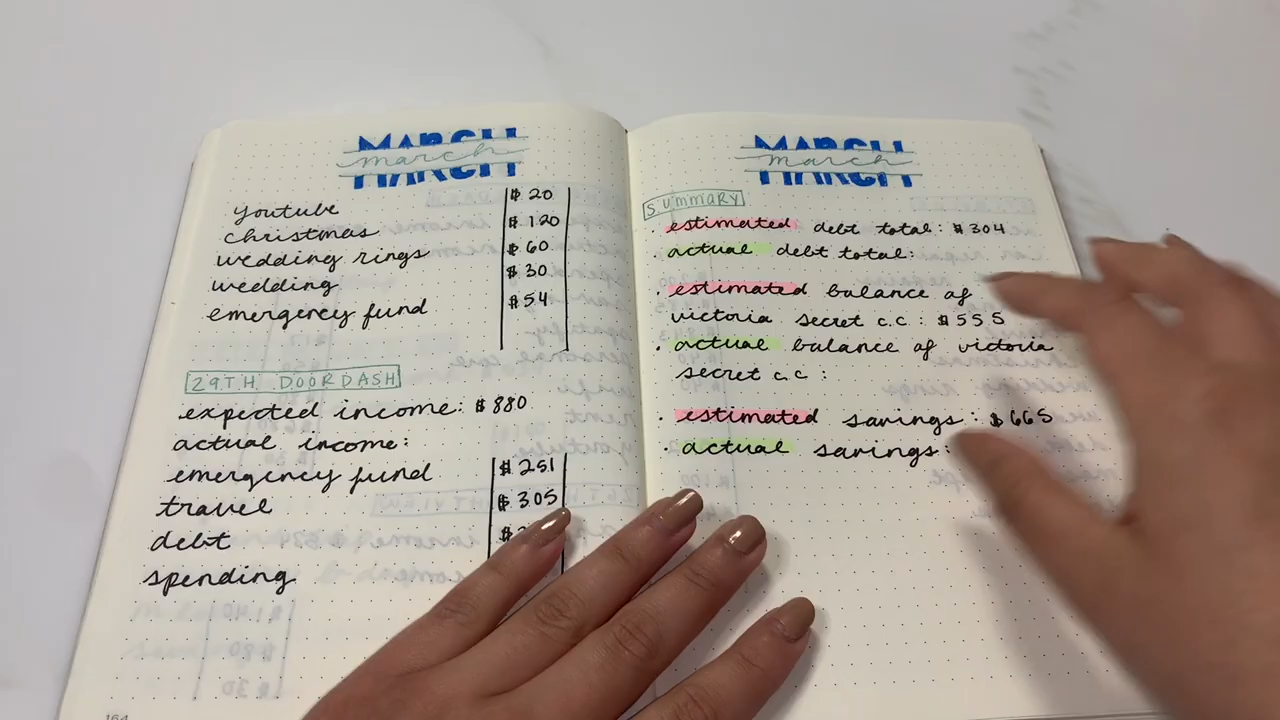 MARCH
march
youtube $20
christmas $120
wedding rings $60
wedding $30
emergency fund $54
29TH DOORDASH
expected income: $880
actual income:
emergency fund $251
travel $305
debt $
spending
164
MARCH
march
SUMMARY
· estimated debt total: $304
· actual debt total:
· estimated balance of
victoria secret c.c: $555
· actual balance of victoria
secret c.c:
· estimated savings: $665
· actual savings: